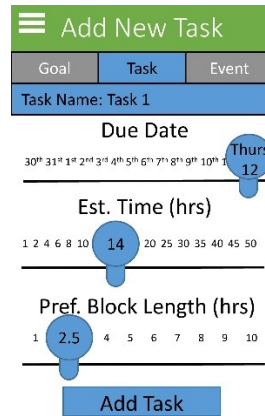 Add New Task
Goal Task Event
Task Name: Task 1
Due Date
30th 31st 1st 2nd 3rd 4th 5th 6th 7th 8th 9th 10th Thurs 12
Est. Time (hrs)
1 2 4 6 8 10 14 20 25 30 35 40 45 50
Pref. Block Length (hrs)
1 2.5 4 5 6 7 8 9 10
Add Task